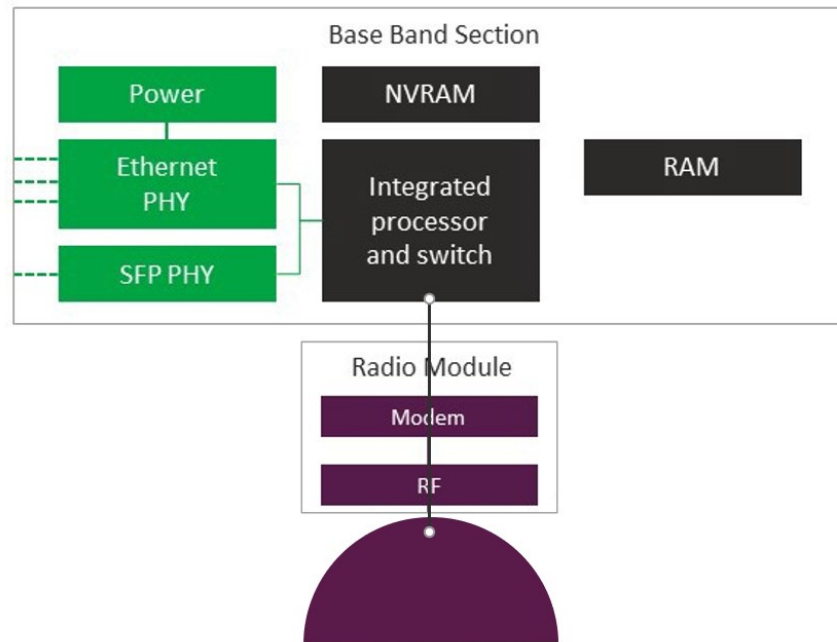 Base Band Section
Power
NVRAM
Ethernet
PHY
Integrated
processor
and switch
RAM
SFP PHY
Radio Module
Modem
RF